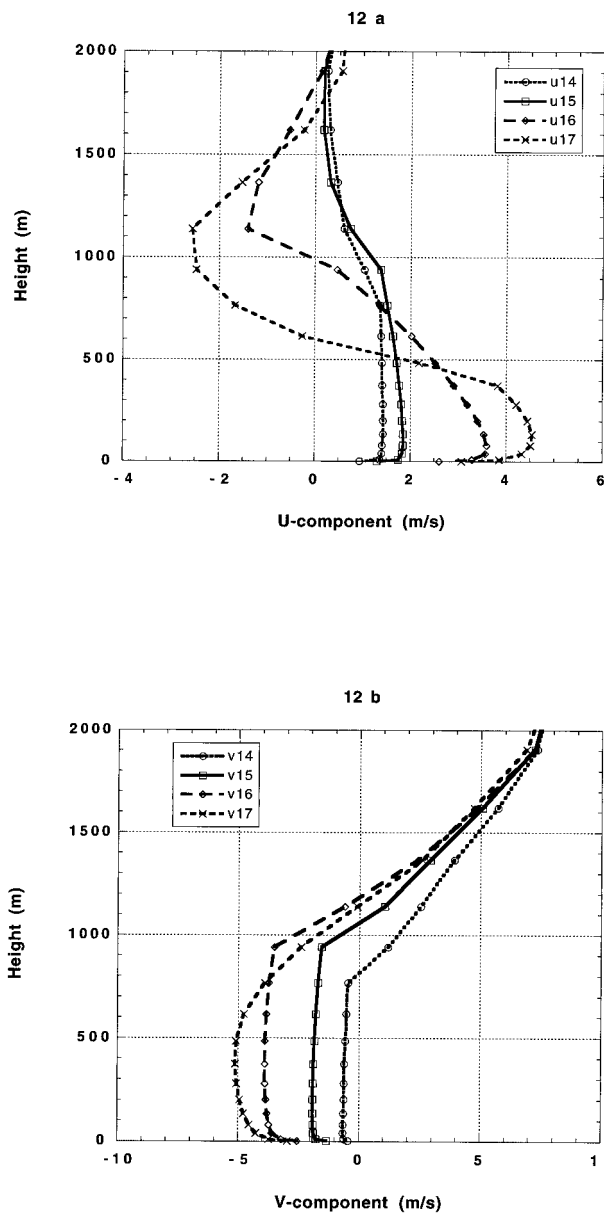 12 a
2000
1500
1000
500
0
Height (m)
u14
u15
u16
u17
-4 -2 0 2 4 6
U-component (m/s)
12 b
2000
1500
1000
500
0
Height (m)
v14
v15
v16
v17
-10 -5 0 5 10
V-component (m/s)